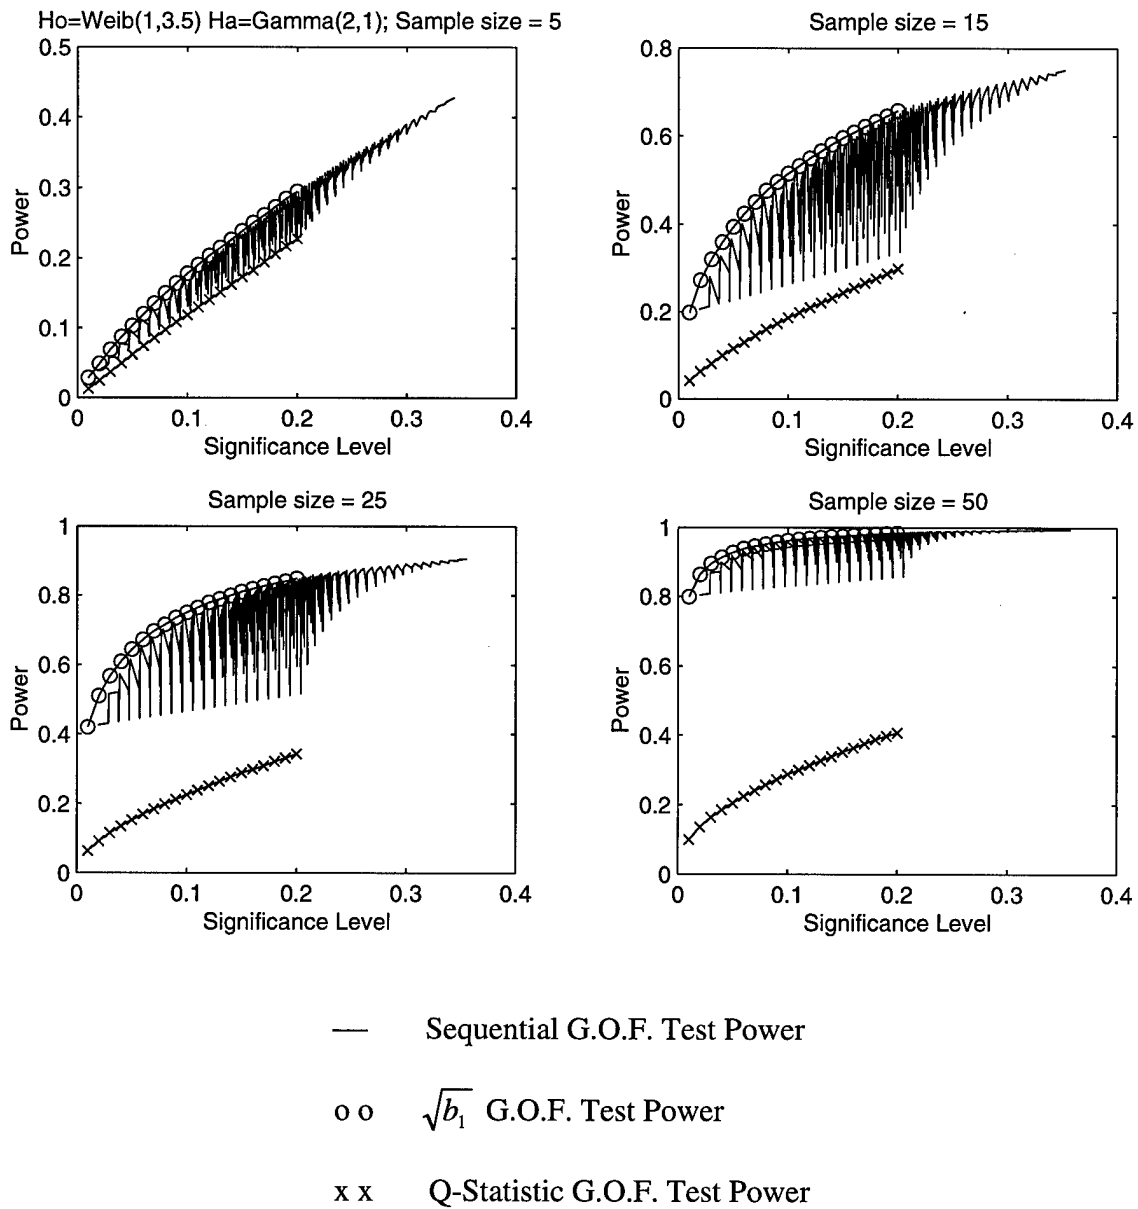 Ho=Weib(1,3.5) Ha=Gamma(2,1); Sample size = 5
0.5
0.4
0.3
0.2
0.1
0
0 0.1 0.2 0.3 0.4
Power
Significance Level
Sample size = 15
0.8
0.6
0.4
0.2
0
0 0.1 0.2 0.3 0.4
Power
Significance Level
Sample size = 25
1
0.8
0.6
0.4
0.2
0
0 0.1 0.2 0.3 0.4
Power
Significance Level
Sample size = 50
1
0.8
0.6
0.4
0.2
0
0 0.1 0.2 0.3 0.4
Power
Significance Level
— Sequential G.O.F. Test Power
o o √b₁ G.O.F. Test Power
x x Q-Statistic G.O.F. Test Power